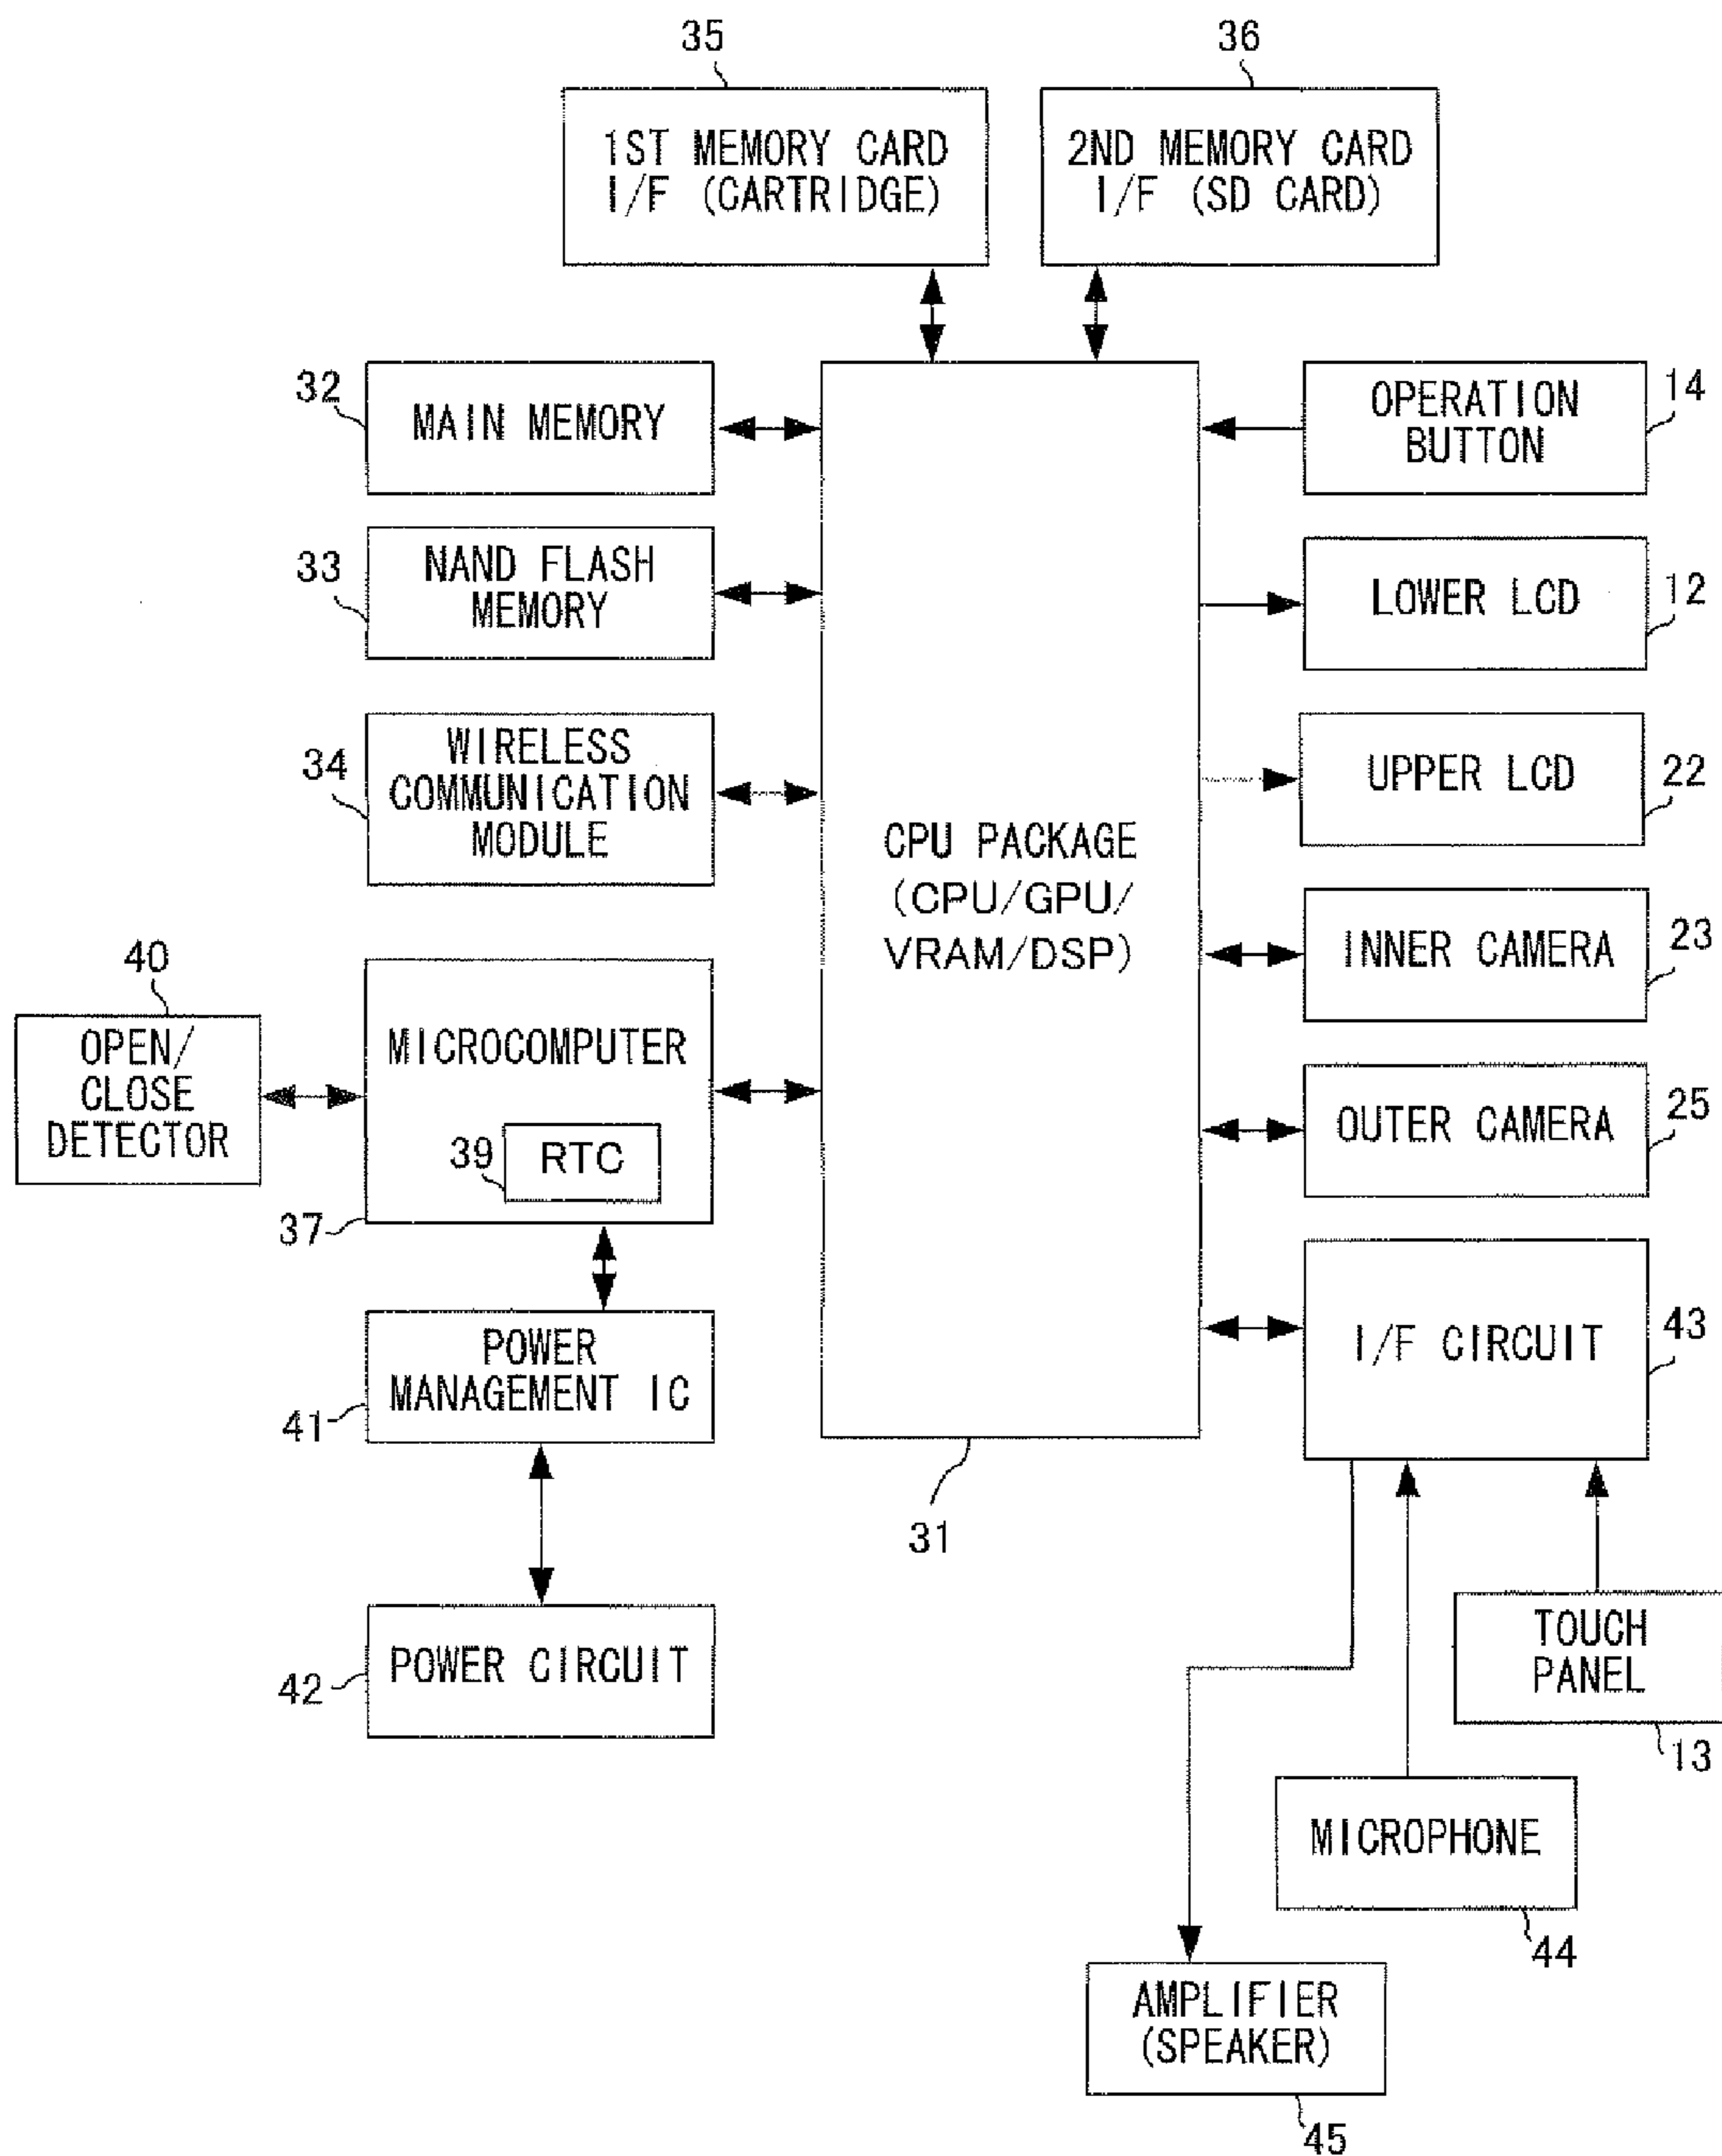 35
36
1ST MEMORY CARD
I/F (CARTRIDGE)
2ND MEMORY CARD
I/F (SD CARD)
32
MAIN MEMORY
OPERATION
BUTTON
14
33
NAND FLASH
MEMORY
LOWER LCD
12
34
WIRELESS
COMMUNICATION
MODULE
UPPER LCD
22
CPU PACKAGE
(CPU/GPU/
VRAM/DSP)
INNER CAMERA
23
40
OPEN/
CLOSE
DETECTOR
MICROCOMPUTER
39
RTC
37
OUTER CAMERA
25
I/F CIRCUIT
43
POWER
MANAGEMENT IC
41
31
POWER CIRCUIT
42
TOUCH
PANEL
13
MICROPHONE
44
AMPLIFIER
(SPEAKER)
45